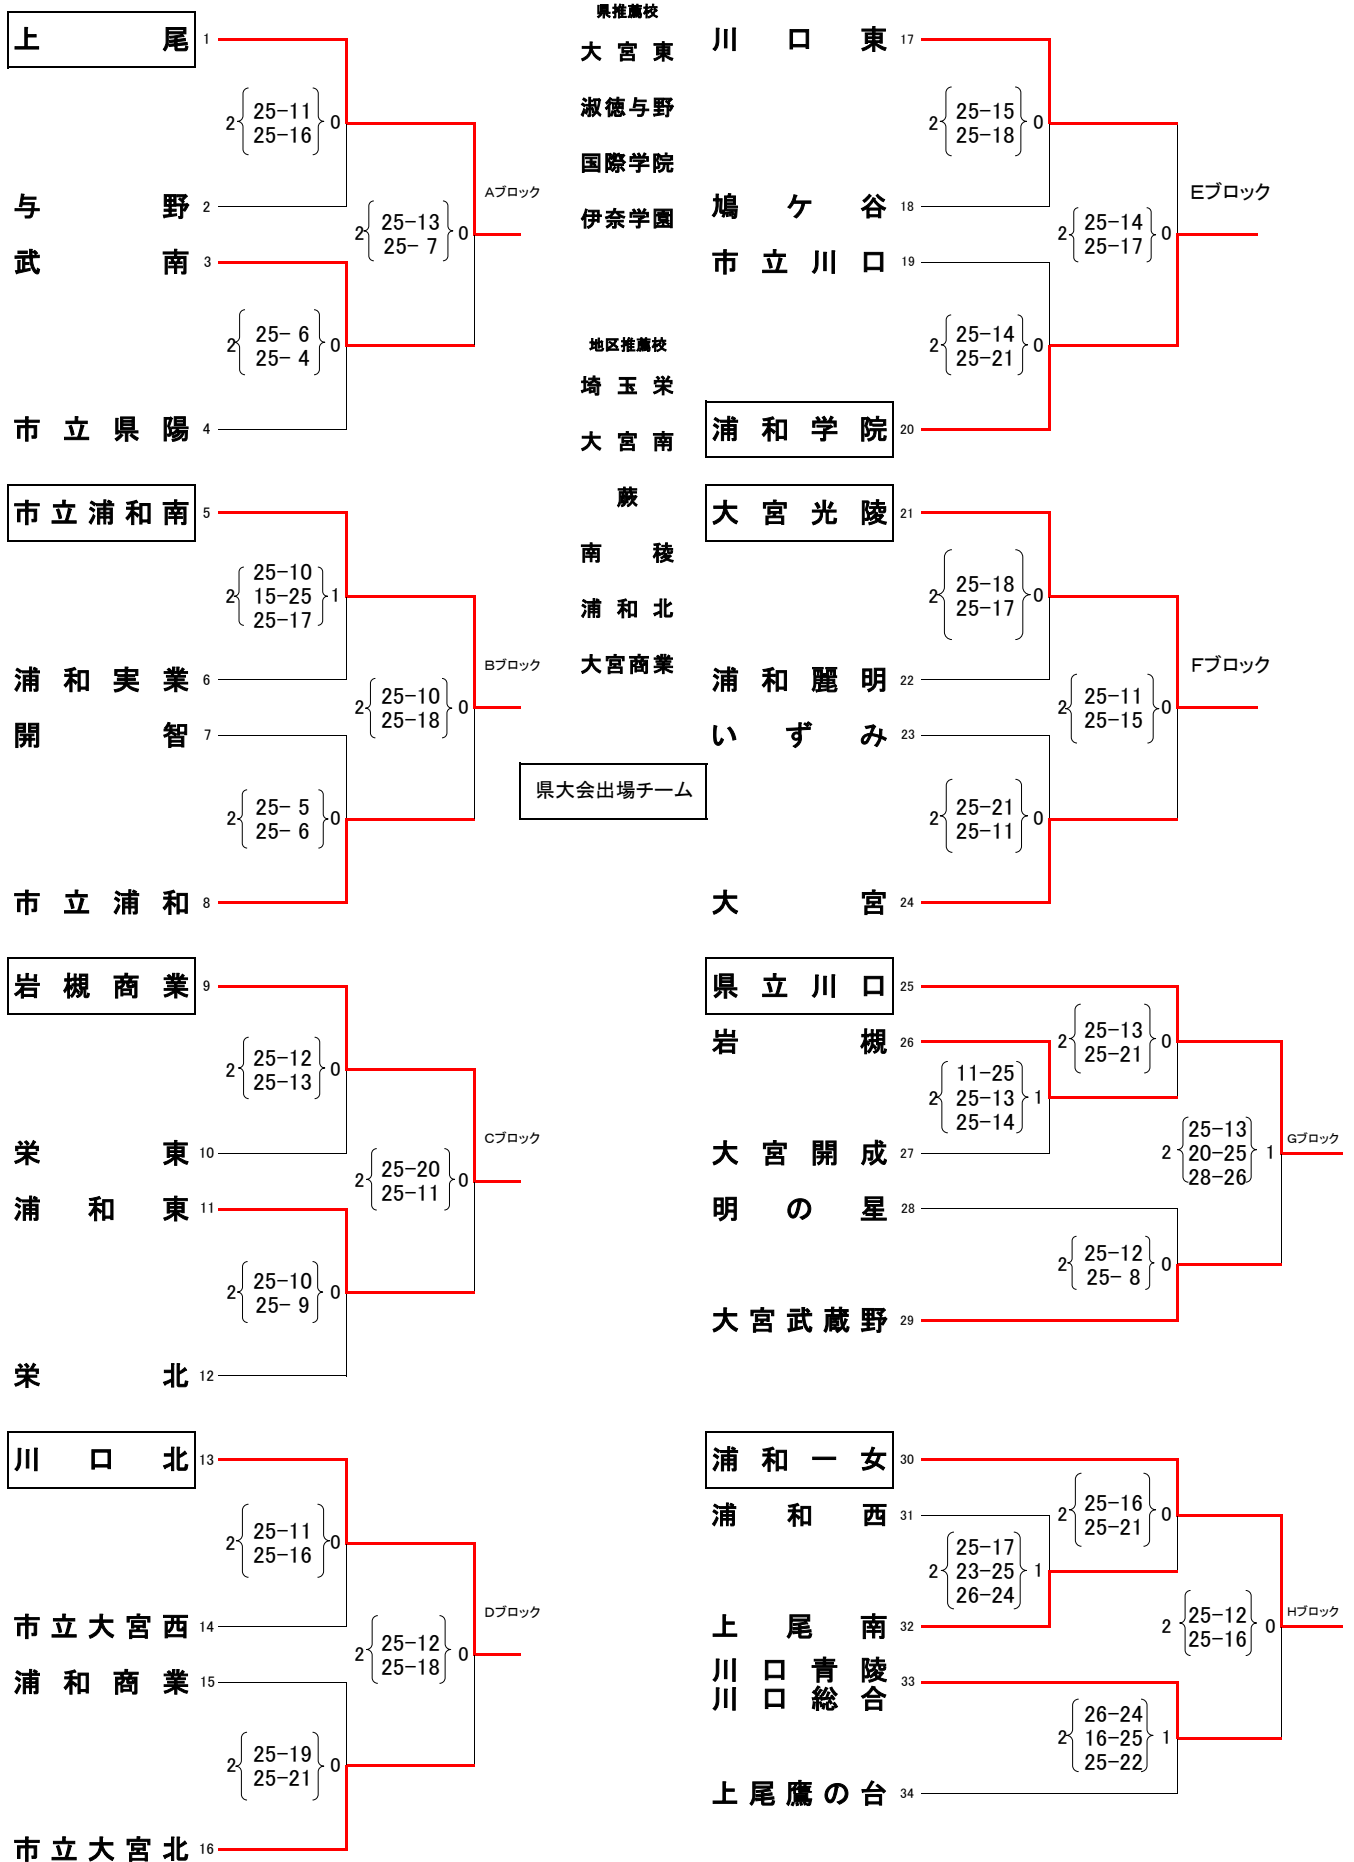 上尾 1
2 25-11 0
25-16
与野 2
Aブロック
2 25-13 0
25- 7
武南 3
2 25- 6 0
25- 4
市立県陽 4
市立浦和南 5
2 25-10 1
15-25
25-17
浦和実業 6
Bブロック
2 25-10 0
25-18
開智 7
2 25- 5 0
25- 6
市立浦和 8
岩槻商業 9
2 25-12 0
25-13
栄東 10
Cブロック
2 25-20 0
25-11
浦和東 11
2 25-10 0
25- 9
栄北 12
川口北 13
2 25-11 0
25-16
市立大宮西 14
Dブロック
2 25-12 0
25-18
浦和商業 15
2 25-19 0
25-21
市立大宮北 16
県推薦校
大宮東
淑徳与野
国際学院
伊奈学園
地区推薦校
埼玉栄
大宮南
蕨
南稜
浦和北
大宮商業
県大会出場チーム
川口東 17
2 25-15 0
25-18
鳩ケ谷 18
Eブロック
2 25-14 0
25-17
市立川口 19
2 25-14 0
25-21
浦和学院 20
大宮光陵 21
2 25-18 0
25-17
浦和麗明 22
Fブロック
2 25-11 0
25-15
いずみ 23
2 25-21 0
25-11
大宮 24
県立川口 25
2 25-13 0
25-21
岩槻 26
2 11-25 1
25-13
25-14
大宮開成 27
Gブロック
2 25-13 1
20-25
28-26
明の星 28
2 25-12 0
25- 8
大宮武蔵野 29
浦和一女 30
2 25-16 0
25-21
浦和西 31
2 25-17 1
23-25
26-24
上尾南 32
Hブロック
2 25-12 0
25-16
川口青陵 33
川口総合
2 26-24 1
16-25
25-22
上尾鷹の台 34